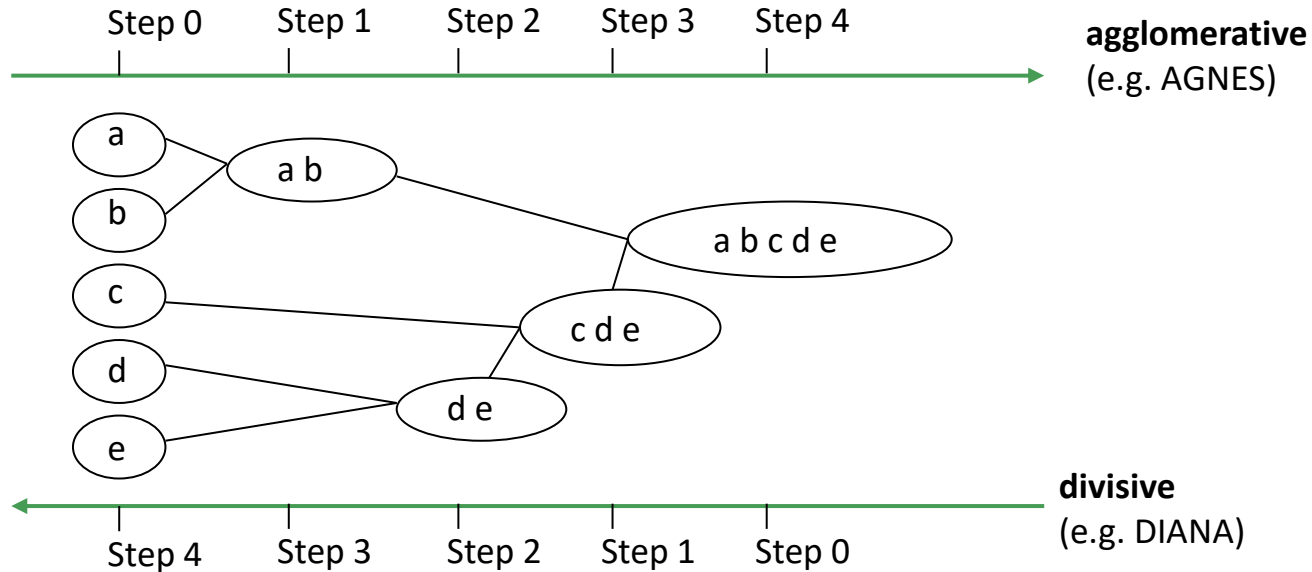 Step 0 Step 1 Step 2 Step 3 Step 4
agglomerative
(e.g. AGNES)
a
a b
b
a b c d e
c
c d e
d
d e
e
divisive
(e.g. DIANA)
Step 4 Step 3 Step 2 Step 1 Step 0